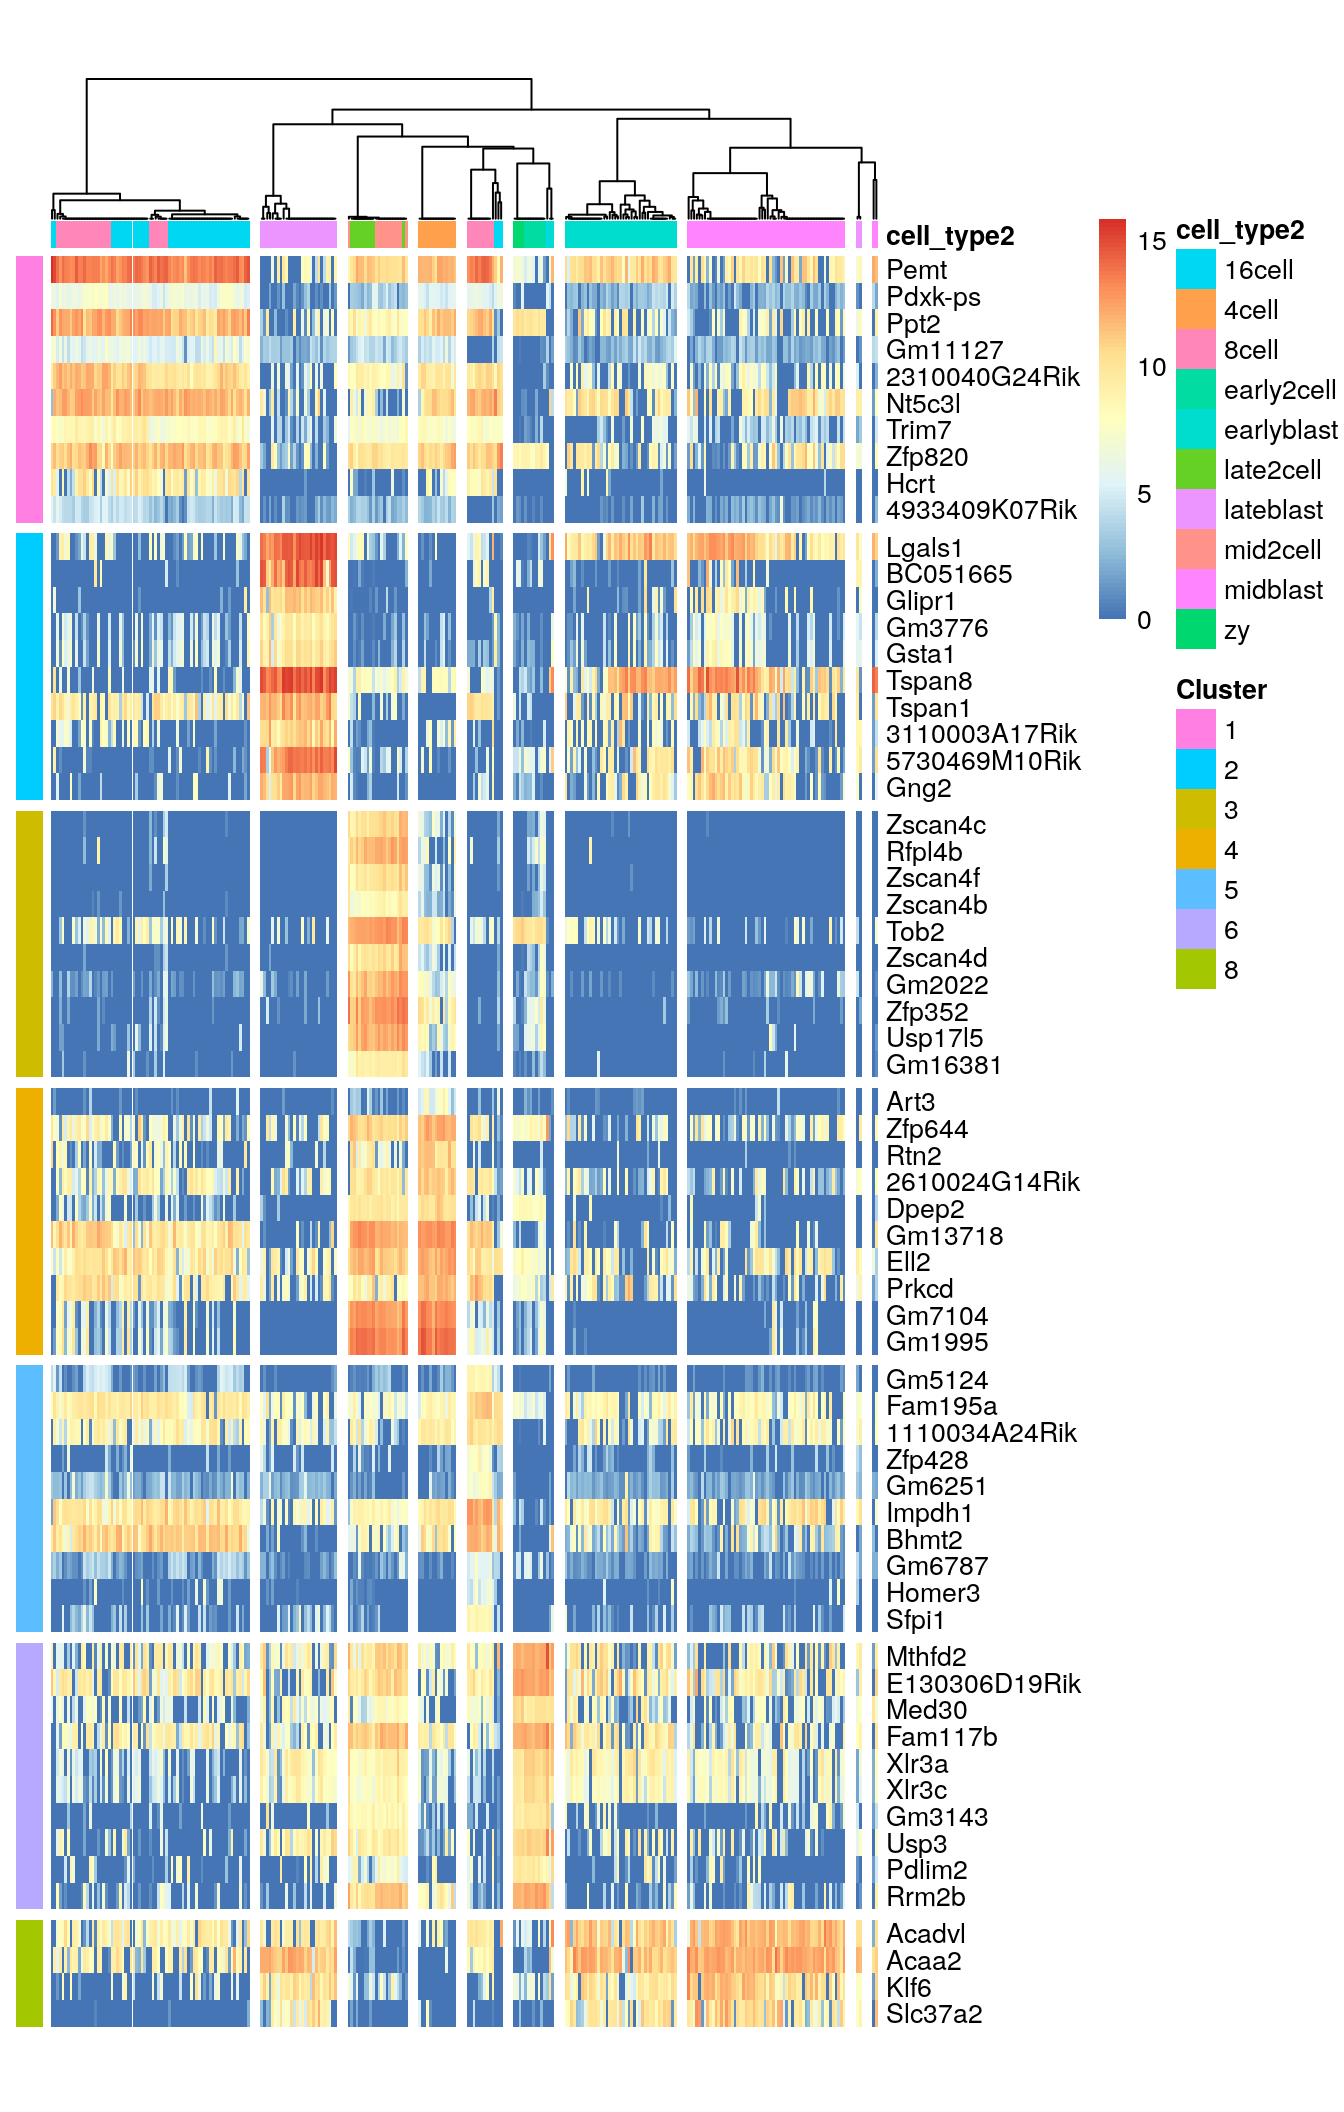 cell_type2
Pemt
Pdxk-ps
Ppt2
Gm11127
2310040G24Rik
Nt5c3l
Trim7
Zfp820
Hcrt
4933409K07Rik
Lgals1
BC051665
Glipr1
Gm3776
Gsta1
Tspan8
Tspan1
3110003A17Rik
5730469M10Rik
Gng2
Zscan4c
Rfpl4b
Zscan4f
Zscan4b
Tob2
Zscan4d
Gm2022
Zfp352
Usp17l5
Gm16381
Art3
Zfp644
Rtn2
2610024G14Rik
Dpep2
Gm13718
Ell2
Prkcd
Gm7104
Gm1995
Gm5124
Fam195a
1110034A24Rik
Zfp428
Gm6251
Impdh1
Bhmt2
Gm6787
Homer3
Sfpi1
Mthfd2
E130306D19Rik
Med30
Fam117b
Xlr3a
Xlr3c
Gm3143
Usp3
Pdlim2
Rrm2b
Acadvl
Acaa2
Klf6
Slc37a2
15
10
5
0
cell_type2
16cell
4cell
8cell
early2cell
earlyblast
late2cell
lateblast
mid2cell
midblast
zy
Cluster
1
2
3
4
5
6
8